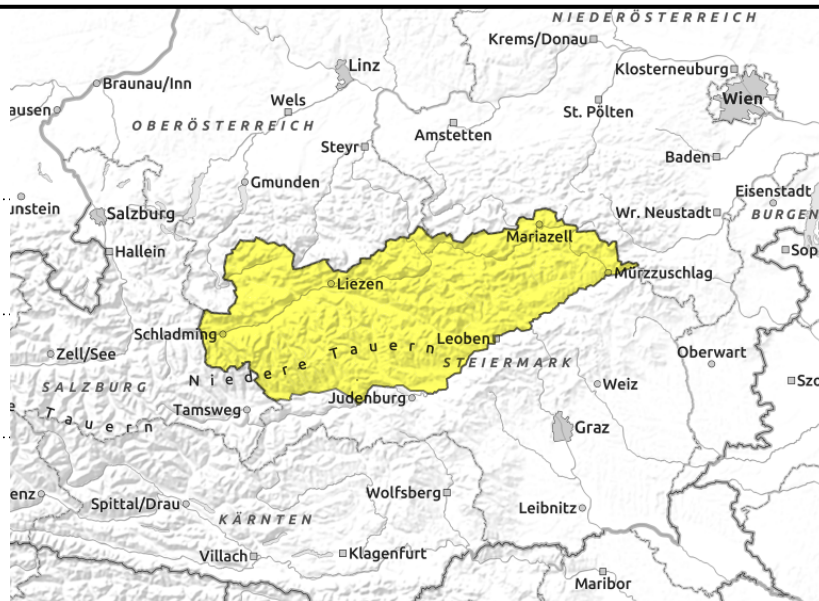 NIEDERÖSTERREICH
Krems/Donau
Linz
Klosterneuburg
Braunau/Inn
Wien
ausen
Wels
St. Pölten
OBERÖSTERREICH
Amstetten
Steyr
Baden
Gmunden
Eisenstadt
unstein
Salzburg
Wr. Neustadt
BURGEN
Mariazell
Hallein
Sop
Mürzzuschlag
Liezen
Schladming
Leoben
Zell/See
Niedere Tauern
STEIERMARK
Oberwart
SALZBURG
Weiz
Szo
Tamsweg
Judenburg
e Tauern
Graz
Wolfsberg
enz
Spittal/Drau
Leibnitz
KÄRNTEN
Villach
Klagenfurt
Maribor